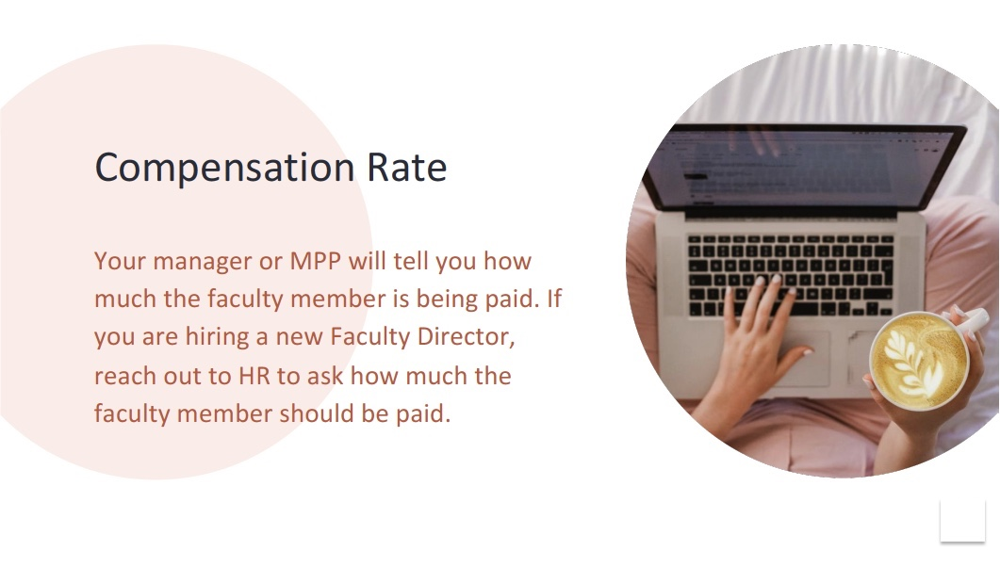 Compensation Rate
Your manager or MPP will tell you how
much the faculty member is being paid. If
you are hiring a new Faculty Director,
reach out to HR to ask how much the
faculty member should be paid.